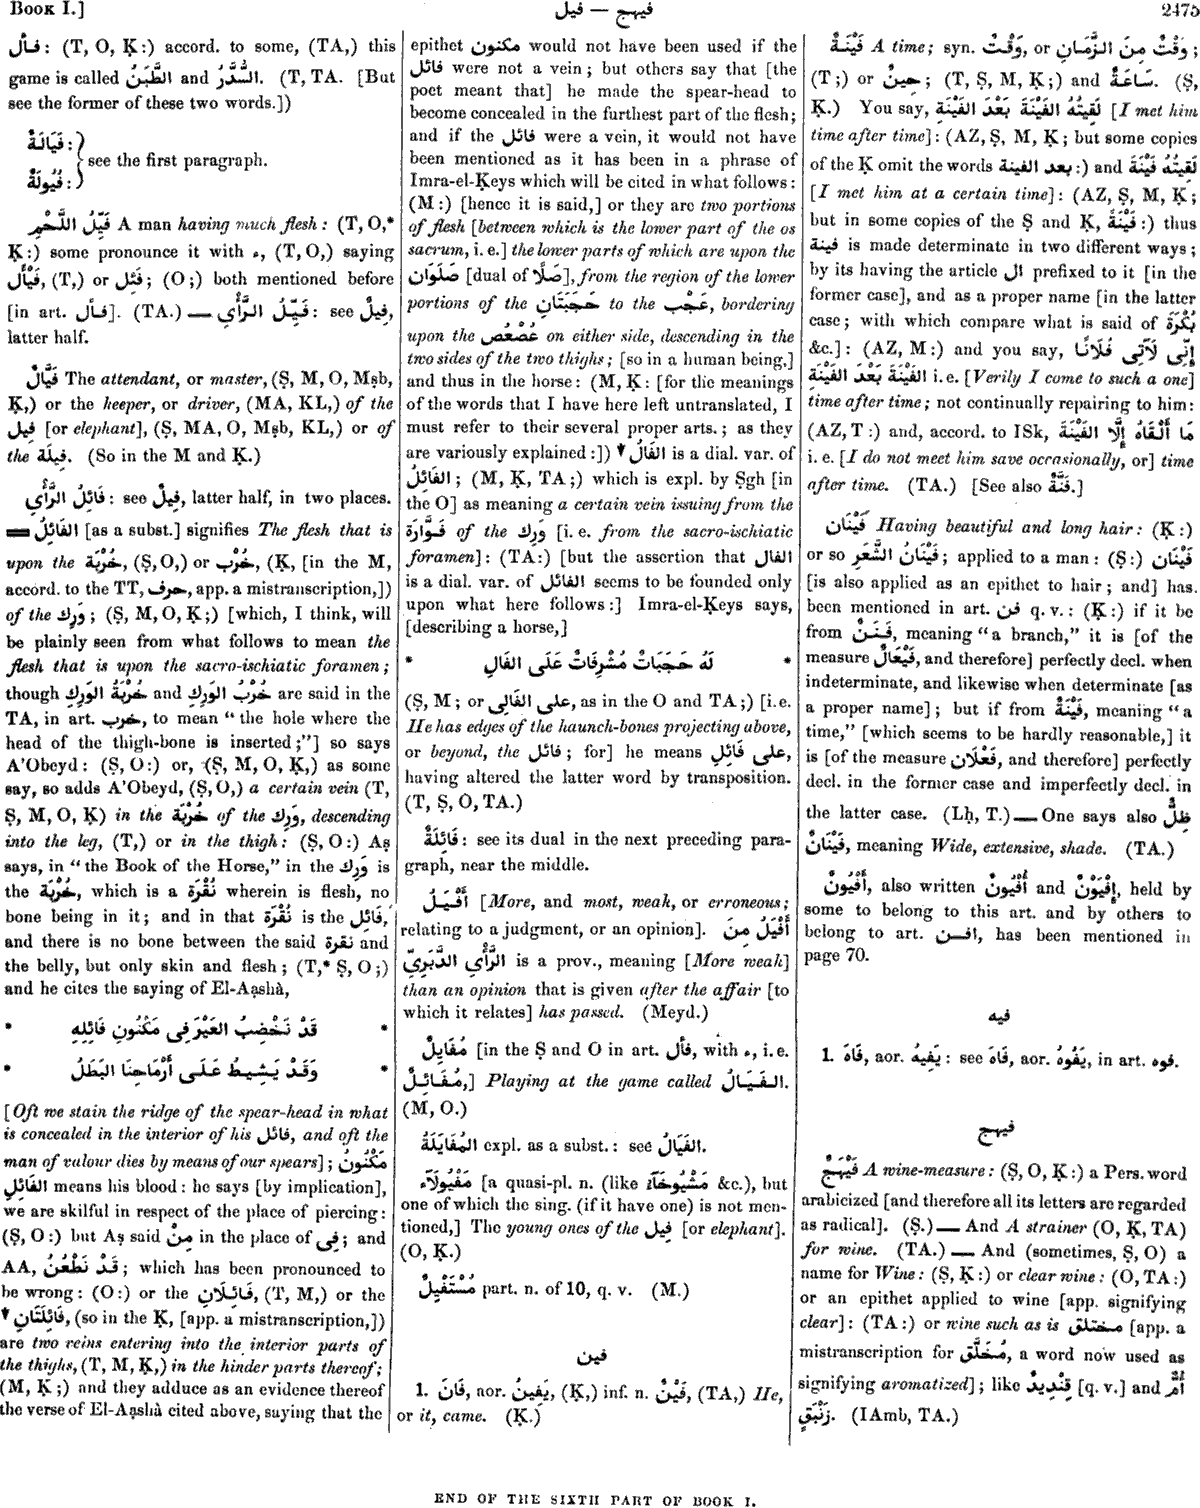 Book I.]
فيل — فيهج
2475
فأل: (T, O, Ḳ:) accord. to some, (TA,) this
game is called الطُّبَنُ and السُّدَّرُ. (T, TA. [But
see the former of these two words.])
فَيَالَةٌ:
فُيُولَةٌ:
see the first paragraph.
فَيِّلُ اللَّحْمِ A man having much flesh: (T, O,*
Ḳ:) some pronounce it with ء, (T, O,) saying
فَيْأَلٌ, (T,) or فَئِل; (O;) both mentioned before
[in art. فأل]. (TA.) — فَيِّلُ الرَّأْىِ: see فِيلٌ,
latter half.
فَيَّالٌ The attendant, or master, (Ṣ, M, O, Mṣb,
Ḳ,) or the keeper, or driver, (MA, KL,) of the
فِيل [or elephant], (Ṣ, MA, O, Mṣb, KL,) or of
the فِيلَة. (So in the M and Ḳ.)
فَائِلُ الرَّأْىِ: see فِيلٌ, latter half, in two places.
الفَائِلُ [as a subst.] signifies The flesh that is
upon the خُرْبَة, (Ṣ, O,) or خُرْب, (Ḳ, [in the M,
accord. to the TT, حرف, app. a mistranscription,])
of the وَرِك; (Ṣ, M, O, Ḳ;) [which, I think, will
be plainly seen from what follows to mean the
flesh that is upon the sacro-ischiatic foramen;
though خُرْبَةُ الوَرِكِ and خُرْبُ الوَرِكِ are said in the
TA, in art. خرب, to mean "the hole where the
head of the thigh-bone is inserted;"] so says
A'Obeyd: (Ṣ, O:) or, (Ṣ, M, O, Ḳ,) as some
say, so adds A'Obeyd, (Ṣ, O,) a certain vein (T,
Ṣ, M, O, Ḳ) in the خُرْبَة of the وَرِك, descending
into the leg, (T,) or in the thigh: (Ṣ, O:) Aṣ
says, in "the Book of the Horse," in the وَرِك is
the خُرْبَة, which is a نُقْرَة wherein is flesh, no
bone being in it; and in that نُقْرَة is the فَائِل,
and there is no bone between the said نقرة and
the belly, but only skin and flesh; (T,* Ṣ, O;)
and he cites the saying of El-Aạshà,
* قَدْ نَخْضِبُ العَيْرَ فِى مَكْنُونِ فَائِلِهِ *
* وَقَدْ يَشِيطُ عَلَى أَرْمَاحِنَا البَطَلُ *
[Oft we stain the ridge of the spear-head in what
is concealed in the interior of his فائل, and oft the
man of valour dies by means of our spears]; مَكْنُونُ
الفَائِلِ means his blood: he says [by implication],
we are skilful in respect of the place of piercing:
(Ṣ, O:) but Aṣ said مِنْ in the place of فِى; and
AA, قَدْ نَطْعُنُ; which has been pronounced to
be wrong: (O:) or the فَائِلَانِ, (T, M,) or the
▼ فَائِلَتَانِ, (so in the Ḳ, [app. a mistranscription,])
are two veins entering into the interior parts of
the thighs, (T, M, Ḳ,) in the hinder parts thereof;
(M, Ḳ;) and they adduce as an evidence thereof
the verse of El-Aạshà cited above, saying that the
epithet مكنون would not have been used if the
فائل were not a vein; but others say that [the
poet meant that] he made the spear-head to
become concealed in the furthest part of the flesh;
and if the فائل were a vein, it would not have
been mentioned as it has been in a phrase of
Imra-el-Ḳeys which will be cited in what follows:
(M:) [hence it is said,] or they are two portions
of flesh [between which is the lower part of the os
sacrum, i. e.] the lower parts of which are upon the
صَلَوَانِ [dual of صَلًا], from the region of the lower
portions of the حَجَبَتَانِ to the عَجْب, bordering
upon the عُصْعُص on either side, descending in the
two sides of the two thighs; [so in a human being,]
and thus in the horse: (M, Ḳ: [for the meanings
of the words that I have here left untranslated, I
must refer to their several proper arts.; as they
are variously explained:]) ▼ الفَالُ is a dial. var. of
الفَائِلُ; (M, Ḳ, TA;) which is expl. by Ṣgh [in
the O] as meaning a certain vein issuing from the
فَوَّارَة of the وَرِك [i. e. from the sacro-ischiatic
foramen]: (TA:) [but the assertion that الفال
is a dial. var. of الفائل seems to be founded only
upon what here follows:] Imra-el-Ḳeys says,
[describing a horse,]
* لَهُ حَجَبَاتٌ مُشْرِفَاتٌ عَلَى الفَالِ *
(Ṣ, M; or على الفَالِى, as in the O and TA;) [i. e.
He has edges of the haunch-bones projecting above,
or beyond, the فائل; for] he means على فَائِلِ,
having altered the latter word by transposition.
(T, Ṣ, O, TA.)
فَائِلَةٌ: see its dual in the next preceding para-
graph, near the middle.
أَفْيَلُ [More, and most, weak, or erroneous;
relating to a judgment, or an opinion]. أَفْيَلُ مِنَ
الرَّأْىِ الدَّبَرِىِّ is a prov., meaning [More weak]
than an opinion that is given after the affair [to
which it relates] has passed. (Meyd.)
مُفَايِلٌ [in the Ṣ and O in art. فأل, with ء, i. e.
مُفَائِلٌ,] Playing at the game called الفَيَالُ.
(M, O.)
المُفَايَلَةُ expl. as a subst.: see الفَيَالُ.
مَفْيُولَآءُ [a quasi-pl. n. (like مَشْيُوخَآءُ &c.), but
one of which the sing. (if it have one) is not men-
tioned,] The young ones of the فِيل [or elephant].
(O, Ḳ.)
مُسْتَفْيِلٌ part. n. of 10, q. v. (M.)
فين
1. فَانَ, aor. يَفِينُ, (Ḳ,) inf. n. فَيْنٌ, (TA,) He,
or it, came. (Ḳ.)
فَيْنَةٌ A time; syn. وَقْتٌ, or وَقْتٌ مِنَ الزَّمَانِ;
(T;) or حِينٌ; (T, Ṣ, M, Ḳ;) and سَاعَةٌ. (Ṣ,
Ḳ.) You say, لَقِيتُهُ الفَيْنَةَ بَعْدَ الفَيْنَةِ [I met him
time after time]: (AZ, Ṣ, M, Ḳ; but some copies
of the Ḳ omit the words بعد الفينة:) and لَقِيتُهُ فَيْنَةَ
[I met him at a certain time]: (AZ, Ṣ, M, Ḳ;
but in some copies of the Ṣ and Ḳ, فَيْنَةً:) thus
فينة is made determinate in two different ways;
by its having the article ال prefixed to it [in the
former case], and as a proper name [in the latter
case; with which compare what is said of بُكْرَة
&c.]: (AZ, M:) and you say, إِنِّى لَآتِى فُلَانًا
الفَيْنَةَ بَعْدَ الفَيْنَةِ i. e. [Verily I come to such a one]
time after time; not continually repairing to him:
(AZ, T:) and, accord. to ISk, مَا أَلْقَاهُ إِلَّا الفَيْنَةَ
i. e. [I do not meet him save occasionally, or] time
after time. (TA.) [See also فَنَّةٌ.]
فَيْنَان Having beautiful and long hair: (Ḳ:)
or so فَيْنَانُ الشَّعَرِ; applied to a man: (Ṣ:) فَيْنَان
[is also applied as an epithet to hair; and] has
been mentioned in art. فن q. v.: (Ḳ:) if it be
from فَنَنٌ, meaning "a branch," it is [of the
measure فَيْعَالٌ, and therefore] perfectly decl. when
indeterminate, and likewise when determinate [as
a proper name]; but if from فَيْنَةٌ, meaning "a
time," [which seems to be hardly reasonable,] it
is [of the measure فَعْلَان, and therefore] perfectly
decl. in the former case and imperfectly decl. in
the latter case. (Lḥ, T.) — One says also ظِلٌّ
فَيْنَانٌ, meaning Wide, extensive, shade. (TA.)
أَفْيُونٌ, also written أُفْيُونٌ and إِفْيَوْنٌ, held by
some to belong to this art. and by others to
belong to art. افن, has been mentioned in
page 70.
فيه
1. فَاهَ, aor. يَفِيهُ: see فَاهَ, aor. يَفُوهُ, in art. فوه.
فيهج
فَيْهَجٌ A wine-measure: (Ṣ, O, Ḳ:) a Pers. word
arabicized [and therefore all its letters are regarded
as radical]. (Ṣ.) — And A strainer (O, Ḳ, TA)
for wine. (TA.) — And (sometimes, Ṣ, O) a
name for Wine: (Ṣ, Ḳ:) or clear wine: (O, TA:)
or an epithet applied to wine [app. signifying
clear]: (TA:) or wine such as is مختلق [app. a
mistranscription for مُخَلَّق, a word now used as
signifying aromatized]; like قِنْدِيدٌ [q. v.] and أُمُّ
زَنْبَقٍ. (IAmb, TA.)
END OF THE SIXTH PART OF BOOK I.